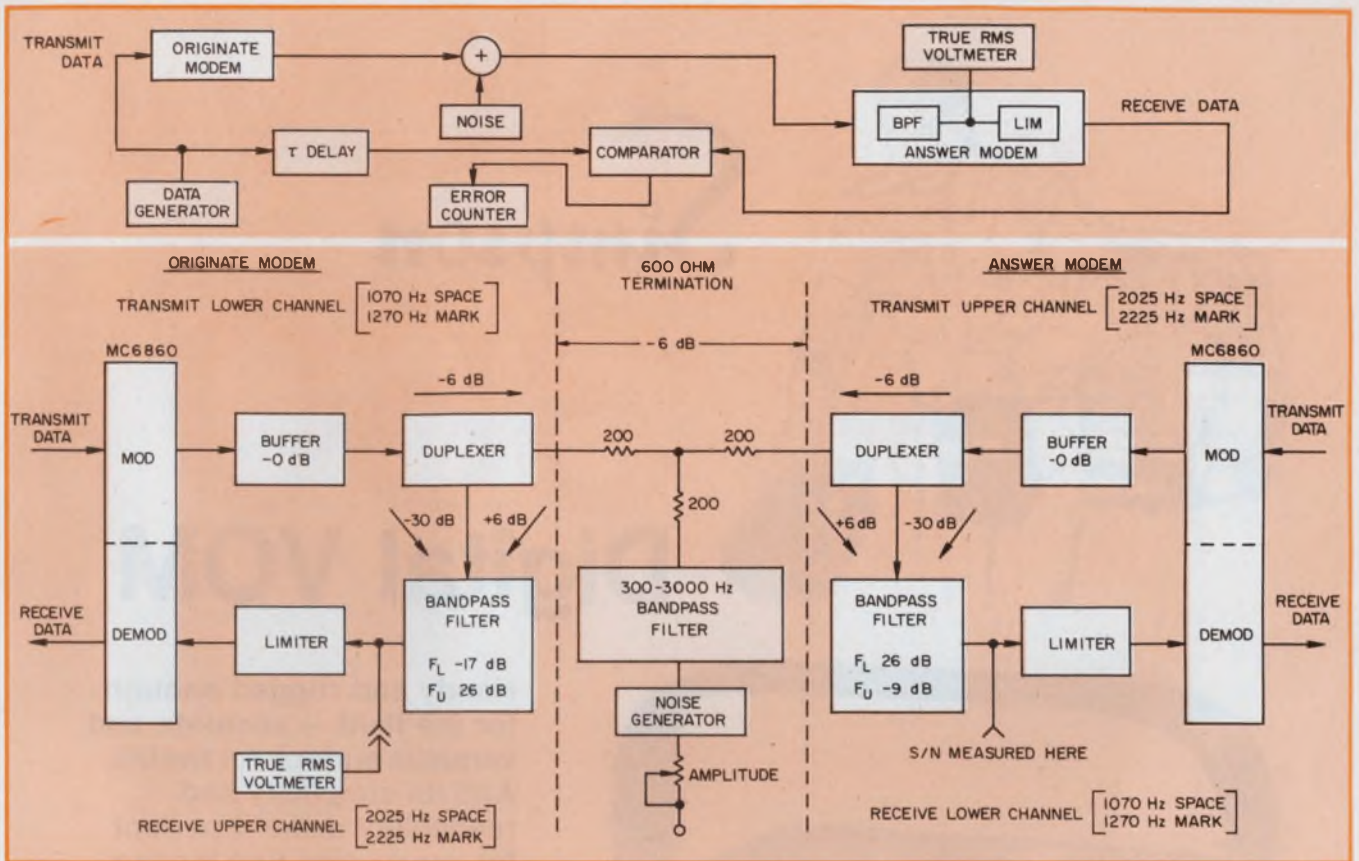 TRANSMIT
DATA
ORIGINATE
MODEM
+
NOISE
τ DELAY
DATA
GENERATOR
COMPARATOR
ERROR
COUNTER
TRUE RMS
VOLTMETER
BPF
LIM
ANSWER MODEM
RECEIVE DATA
ORIGINATE MODEM
TRANSMIT LOWER CHANNEL
1070 Hz SPACE
1270 Hz MARK
600 OHM
TERMINATION
-6 dB
ANSWER MODEM
TRANSMIT UPPER CHANNEL
2025 Hz SPACE
2225 Hz MARK
MC6860
TRANSMIT
DATA
MOD
BUFFER
-0 dB
-6 dB
DUPLEXER
200
200
200
-6 dB
DUPLEXER
BUFFER
-0 dB
MC6860
MOD
TRANSMIT
DATA
-30 dB
+6 dB
+6 dB
-30 dB
RECEIVE
DATA
DEMOD
LIMITER
BANDPASS
FILTER
FL -17 dB
FU 26 dB
300-3000 Hz
BANDPASS
FILTER
NOISE
GENERATOR
AMPLITUDE
BANDPASS
FILTER
FL 26 dB
FU -9 dB
LIMITER
DEMOD
RECEIVE
DATA
TRUE RMS
VOLTMETER
S/N MEASURED HERE
RECEIVE UPPER CHANNEL
2025 Hz SPACE
2225 Hz MARK
RECEIVE LOWER CHANNEL
1070 Hz SPACE
1270 Hz MARK